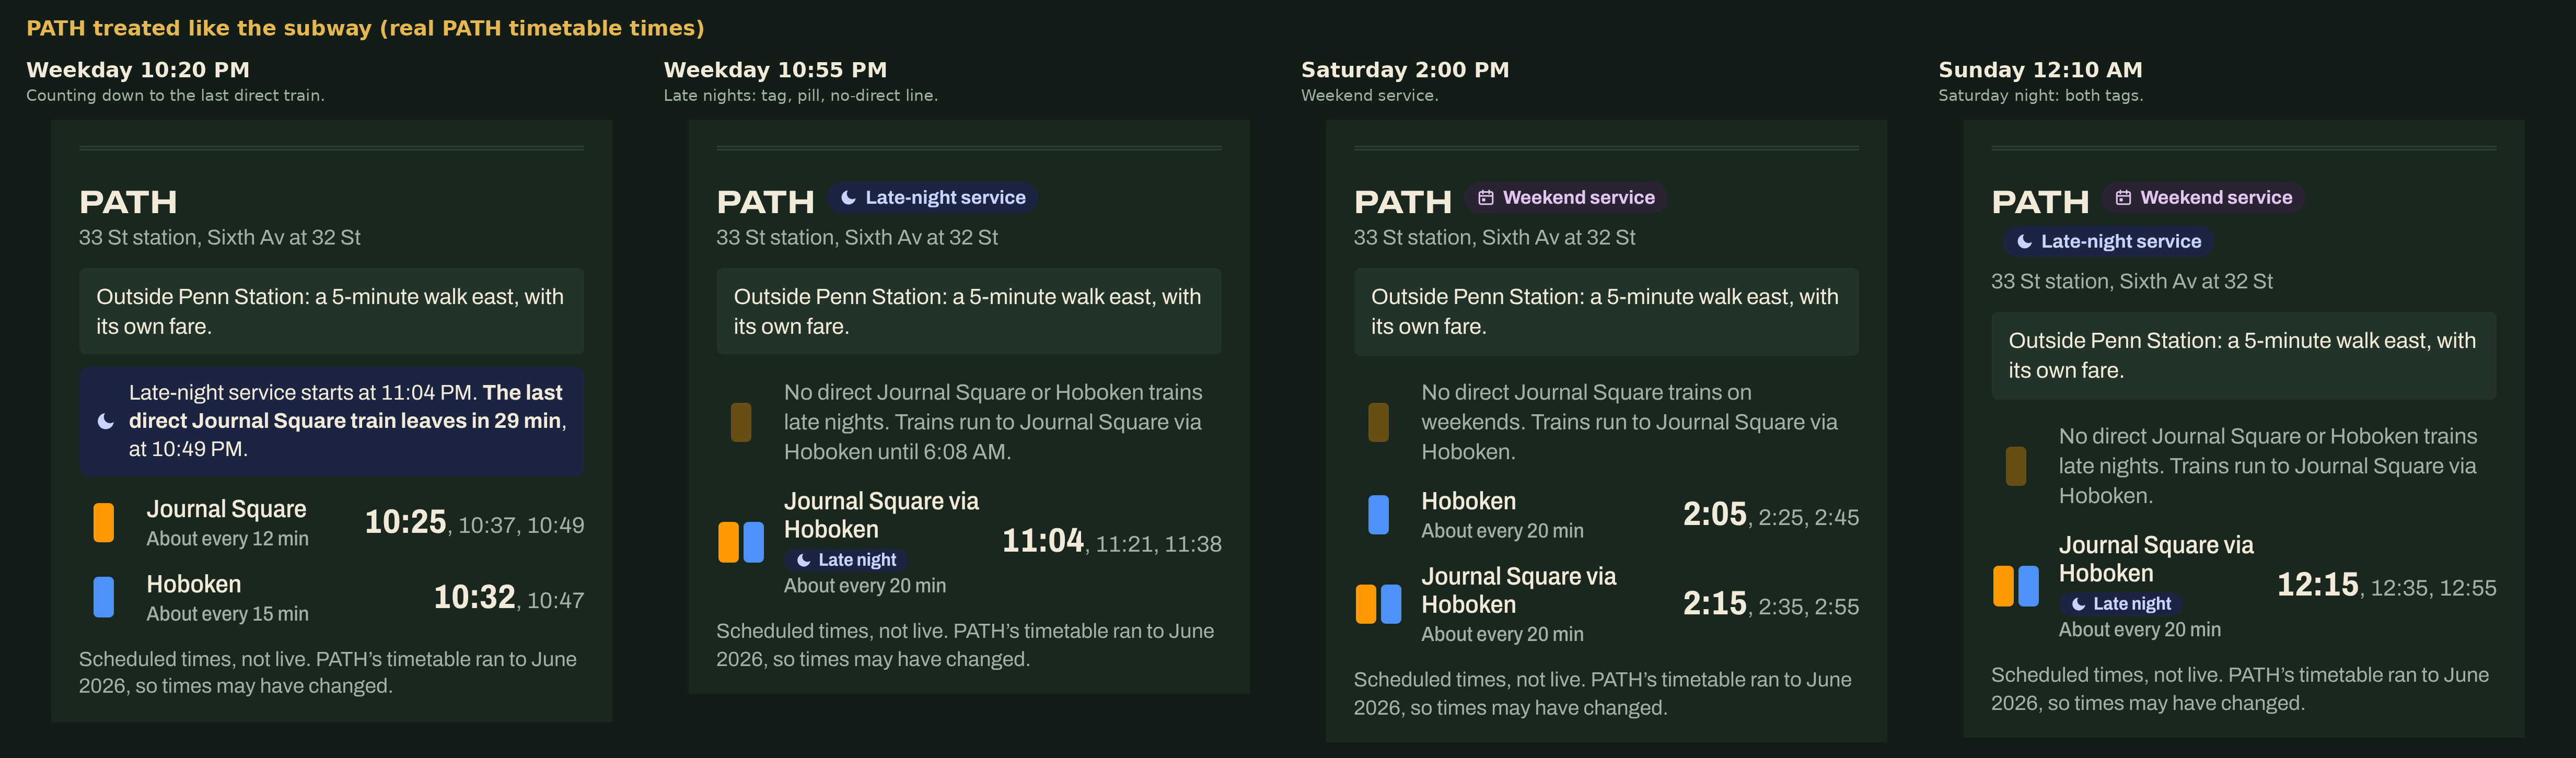 PATH treated like the subway (real PATH timetable times)
Weekday 10:20 PM
Counting down to the last direct train.
PATH
33 St station, Sixth Av at 32 St
Outside Penn Station: a 5-minute walk east, with
its own fare.
Late-night service starts at 11:04 PM. The last
direct Journal Square train leaves in 29 min,
at 10:49 PM.
Journal Square
About every 12 min
10:25, 10:37, 10:49
Hoboken
About every 15 min
10:32, 10:47
Scheduled times, not live. PATH’s timetable ran to June
2026, so times may have changed.
Weekday 10:55 PM
Late nights: tag, pill, no-direct line.
PATH Late-night service
33 St station, Sixth Av at 32 St
Outside Penn Station: a 5-minute walk east, with
its own fare.
No direct Journal Square or Hoboken trains
late nights. Trains run to Journal Square via
Hoboken until 6:08 AM.
Journal Square via
Hoboken
Late night
About every 20 min
11:04, 11:21, 11:38
Scheduled times, not live. PATH’s timetable ran to June
2026, so times may have changed.
Saturday 2:00 PM
Weekend service.
PATH Weekend service
33 St station, Sixth Av at 32 St
Outside Penn Station: a 5-minute walk east, with
its own fare.
No direct Journal Square trains on
weekends. Trains run to Journal Square via
Hoboken.
Hoboken
About every 20 min
2:05, 2:25, 2:45
Journal Square via
Hoboken
About every 20 min
2:15, 2:35, 2:55
Scheduled times, not live. PATH’s timetable ran to June
2026, so times may have changed.
Sunday 12:10 AM
Saturday night: both tags.
PATH Weekend service
Late-night service
33 St station, Sixth Av at 32 St
Outside Penn Station: a 5-minute walk east, with
its own fare.
No direct Journal Square or Hoboken trains
late nights. Trains run to Journal Square via
Hoboken.
Journal Square via
Hoboken
Late night
About every 20 min
12:15, 12:35, 12:55
Scheduled times, not live. PATH’s timetable ran to June
2026, so times may have changed.